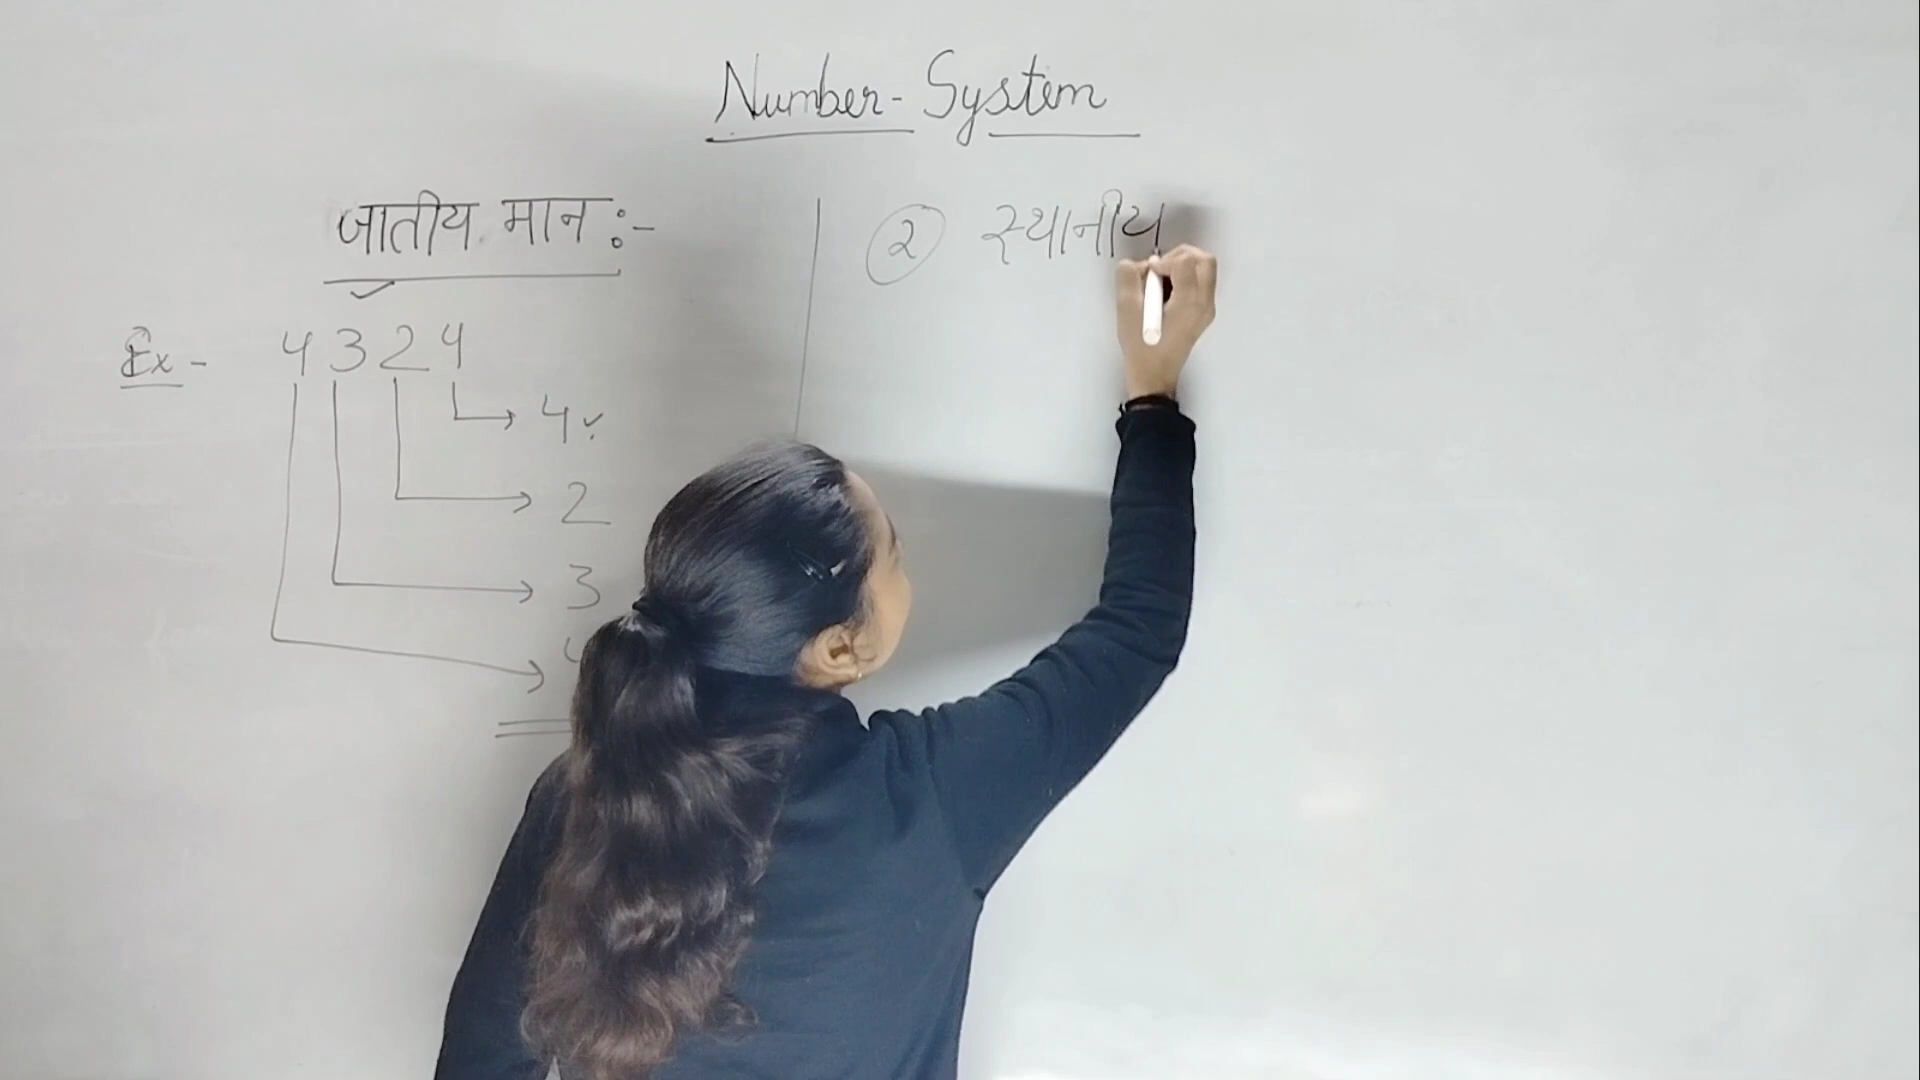 Number-System
जातीय मान :-
Ex - 4324
4
2
3
② स्थानीय